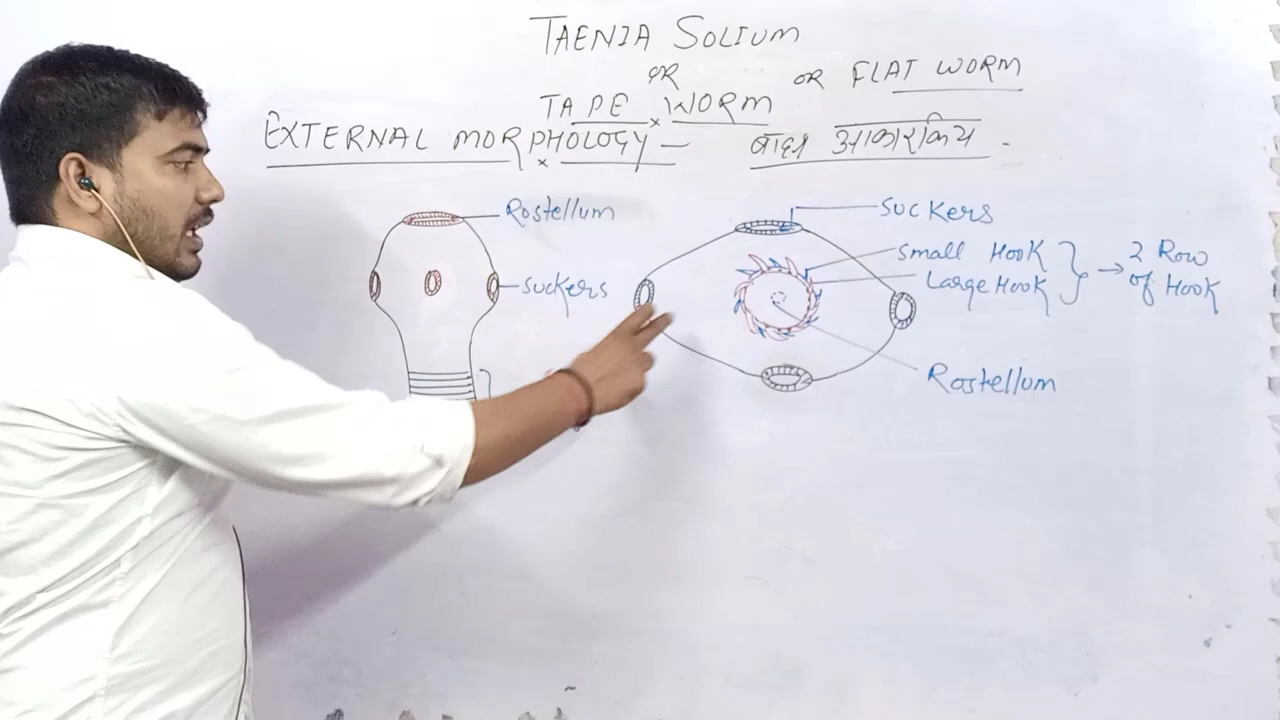 TAENIA SOLIUM
OR
OR FLAT WORM
TAPE WORM
EXTERNAL MORPHOLOGY – बाह्य आकारिकीय -
Rostellum
Suckers
Suckers
Small Hook
Large Hook
2 Row
of Hook
Rostellum